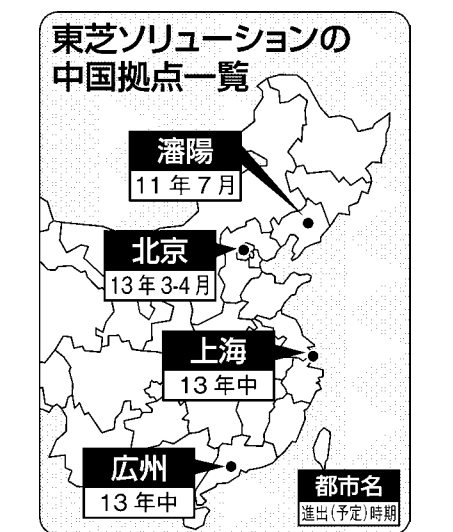 東芝ソリューションの
中国拠点一覧
瀋陽
11年7月
北京
13年3-4月
上海
13年中
広州
13年中
都市名
進出(予定)時期